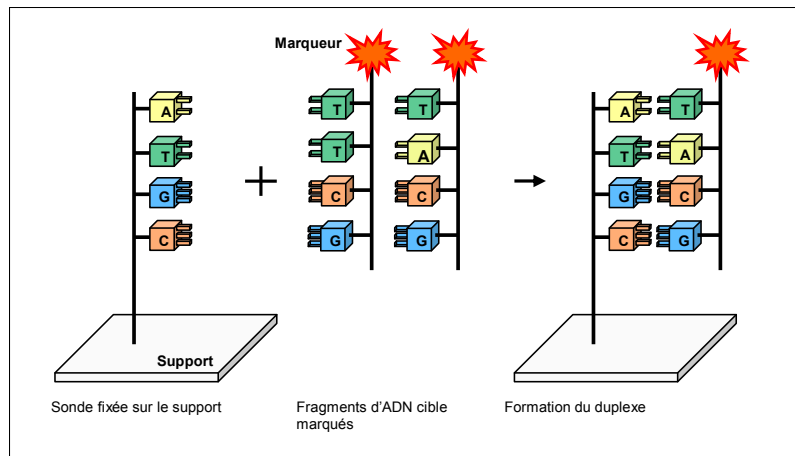 Marqueur
A
T
G
C
T
T
C
G
T
A
C
G
A T
T A
G C
C G
Support
Sonde fixée sur le support
Fragments d'ADN cible
marqués
Formation du duplexe